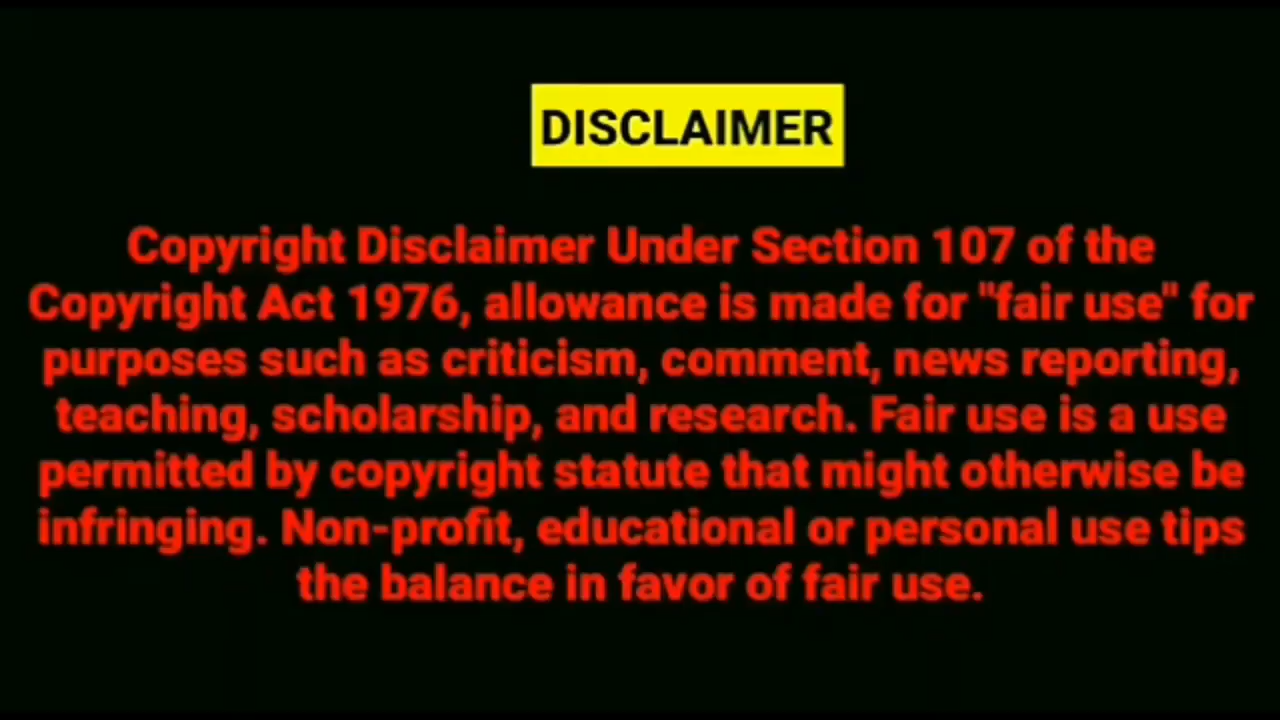 DISCLAIMER
Copyright Disclaimer Under Section 107 of the
Copyright Act 1976, allowance is made for "fair use" for
purposes such as criticism, comment, news reporting,
teaching, scholarship, and research. Fair use is a use
permitted by copyright statute that might otherwise be
infringing. Non-profit, educational or personal use tips
the balance in favor of fair use.